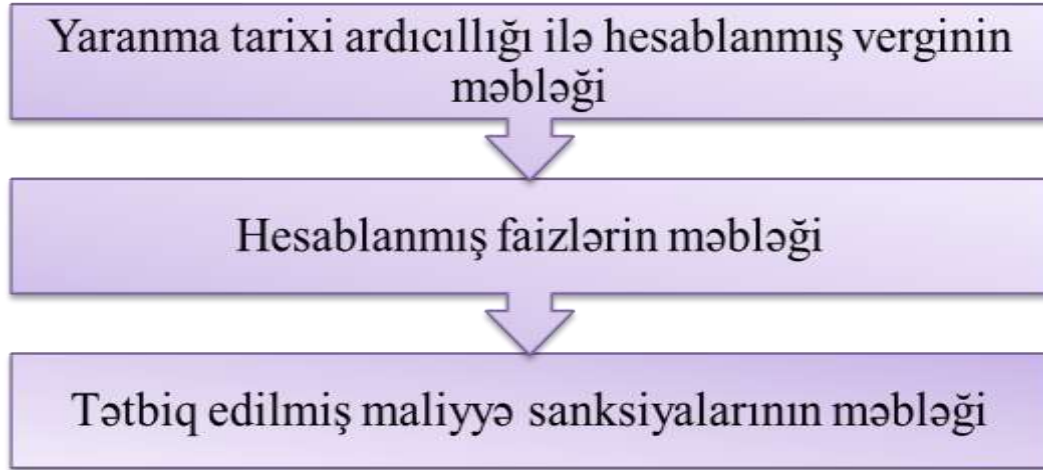 Yaranma tarixi ardıcıllığı ilə hesablanmış verginin
məbləği
Hesablanmış faizlərin məbləği
Tətbiq edilmiş maliyyə sanksiyalarının məbləği